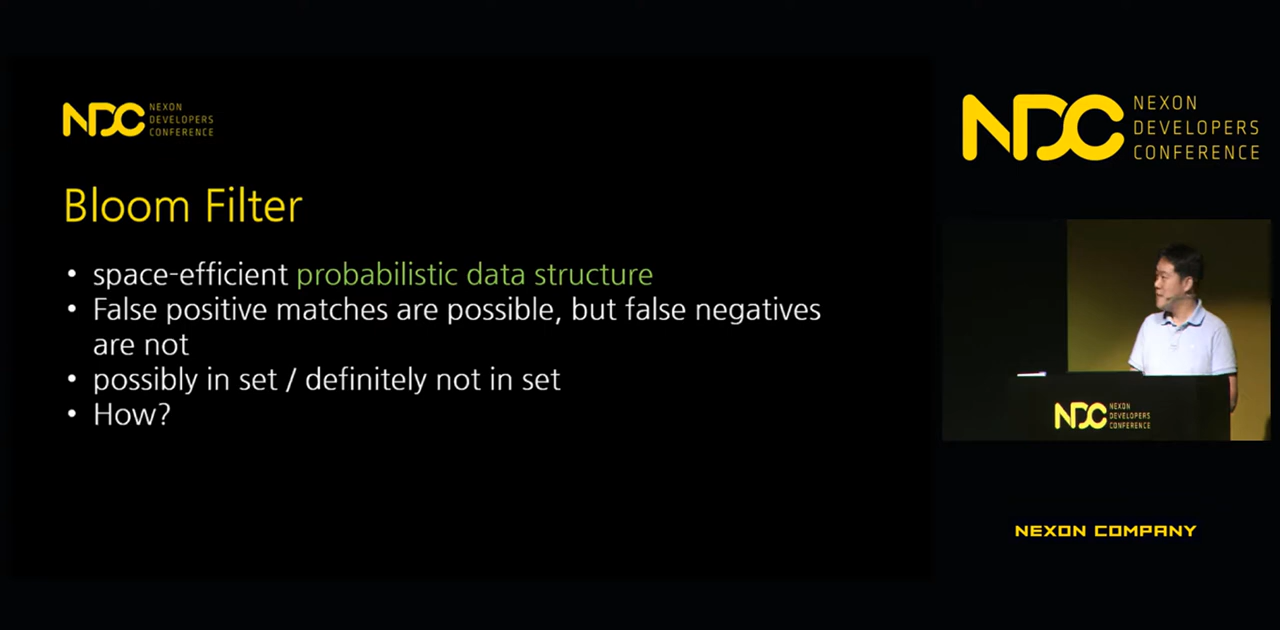 NDC NEXON
DEVELOPERS
CONFERENCE
Bloom Filter
• space-efficient probabilistic data structure
• False positive matches are possible, but false negatives
are not
• possibly in set / definitely not in set
• How?
NDC NEXON
DEVELOPERS
CONFERENCE
NDC NEXON
DEVELOPERS
CONFERENCE
NEXON COMPANY